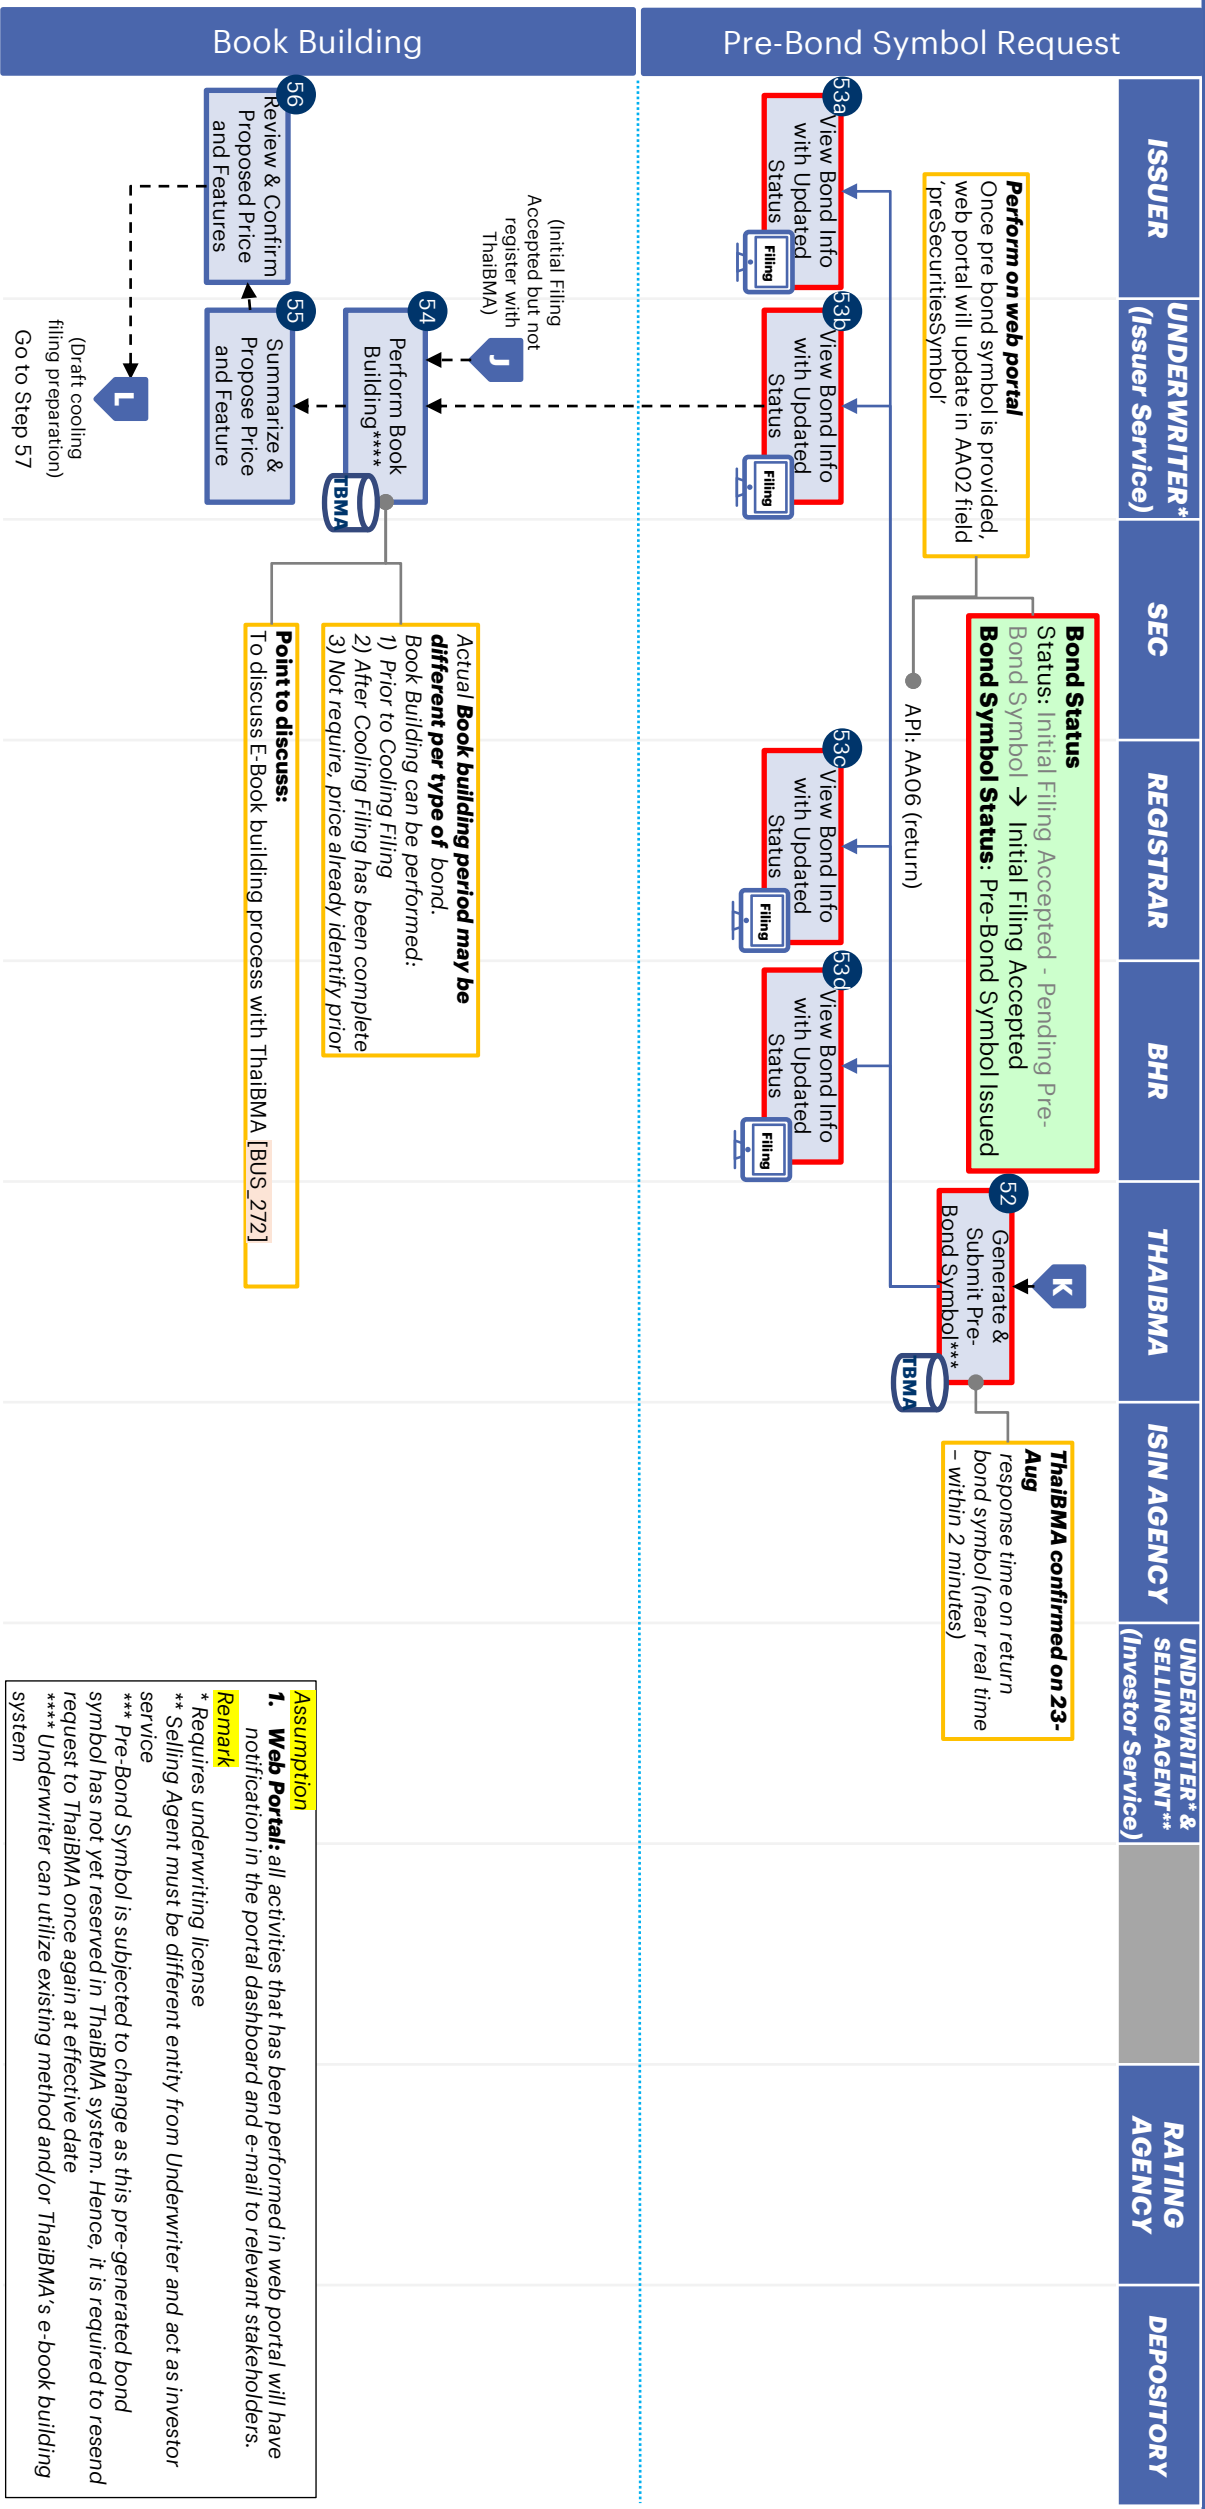 Pre-Bond Symbol Request
Book Building
ISSUER
UNDERWRITER*
(Issuer Service)
SEC
REGISTRAR
BHR
THAIBMA
ISIN AGENCY
UNDERWRITER* &
SELLING AGENT**
(Investor Service)
RATING
AGENCY
DEPOSITORY
K
52
Generate &
Submit Pre-
Bond Symbol***
TBMA
ThaiBMA confirmed on 23-
Aug
response time on return
bond symbol (near real time
– within 2 minutes)
Bond Status
Status: Initial Filing Accepted - Pending Pre-
Bond Symbol → Initial Filing Accepted
Bond Symbol Status: Pre-Bond Symbol Issued
Perform on web portal
Once pre bond symbol is provided,
web portal will update in AA02 field
‘preSecuritiesSymbol’
API: AA06 (return)
53a
View Bond Info
with Updated
Status
Filing
53b
View Bond Info
with Updated
Status
Filing
53c
View Bond Info
with Updated
Status
Filing
53d
View Bond Info
with Updated
Status
Filing
(Initial Filing
Accepted but not
register with
ThaiBMA)
J
54
Perform Book
Building****
TBMA
Actual Book building period may be
different per type of bond.
Book Building can be performed:
1) Prior to Cooling Filing
2) After Cooling Filing has been complete
3) Not require, price already identify prior
Point to discuss:
To discuss E-Book building process with ThaiBMA [BUS_272]
55
Summarize &
Propose Price
and Feature
56
Review & Confirm
Proposed Price
and Features
L
(Draft cooling
filing preparation)
Go to Step 57
Assumption
1. Web Portal: all activities that has been performed in web portal will have
notification in the portal dashboard and e-mail to relevant stakeholders.
Remark
* Requires underwriting license
** Selling Agent must be different entity from Underwriter and act as investor
service
*** Pre-Bond Symbol is subjected to change as this pre-generated bond
symbol has not yet reserved in ThaiBMA system. Hence, it is required to resend
request to ThaiBMA once again at effective date
**** Underwriter can utilize existing method and/or ThaiBMA’s e-book building
system